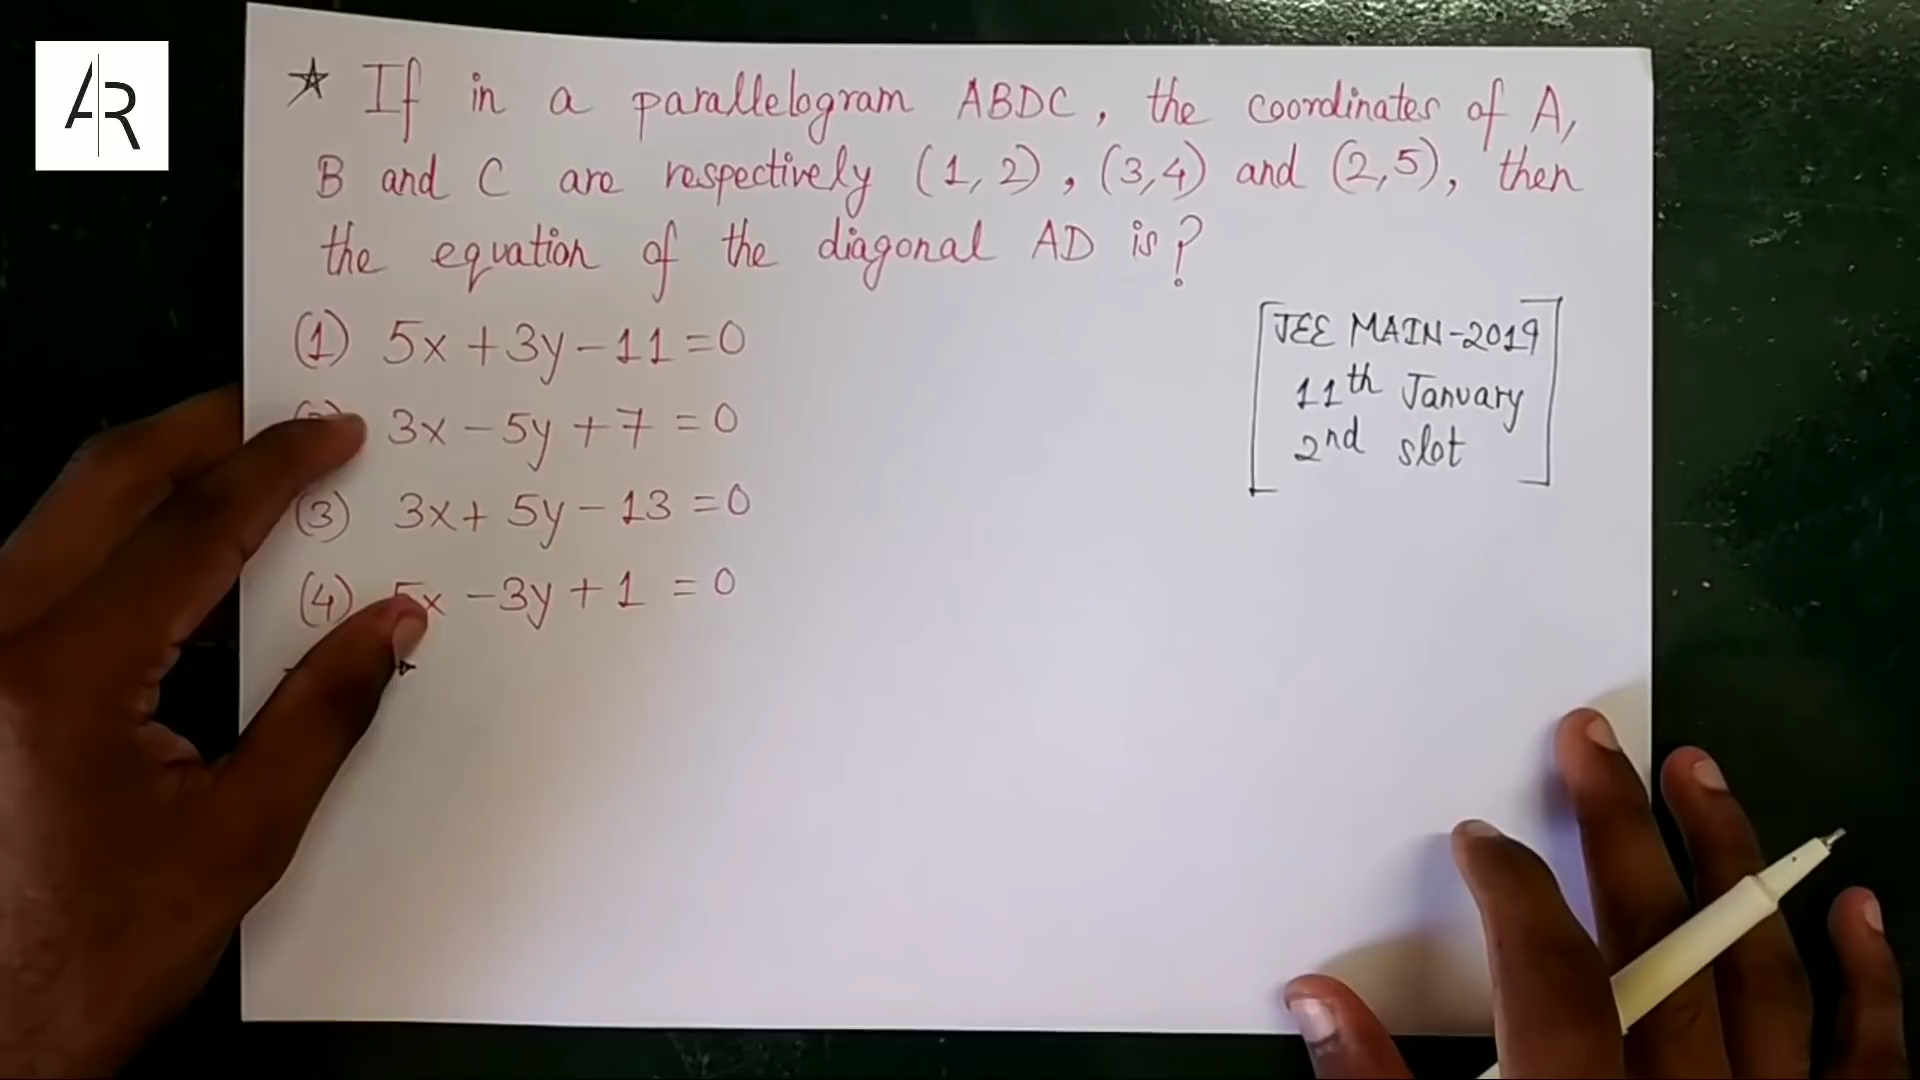 AR
☆ If in a parallelogram ABDC, the coordinates of A,
B and C are respectively (1, 2), (3,4) and (2,5), then
the equation of the diagonal AD is?
(1) 5x + 3y - 11 = 0
3x - 5y + 7 = 0
(3) 3x + 5y - 13 = 0
(4) 5x - 3y + 1 = 0
JEE MAIN-2019
11th January
2nd slot